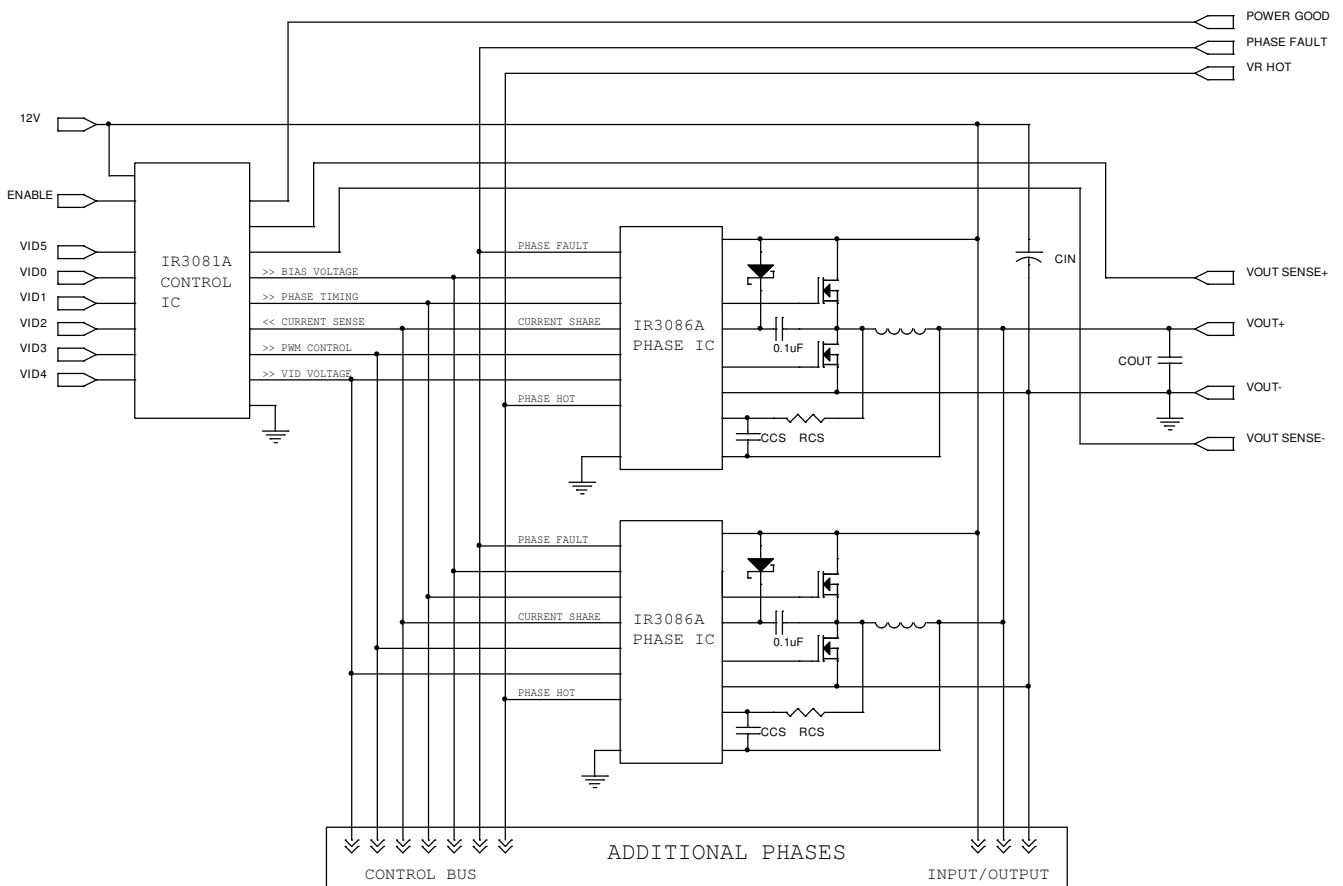 POWER GOOD
PHASE FAULT
VR HOT
12V
ENABLE
VID5
VID0
VID1
VID2
VID3
VID4
IR3081A
CONTROL
IC
>> BIAS VOLTAGE
>> PHASE TIMING
<< CURRENT SENSE
>> PWM CONTROL
>> VID VOLTAGE
PHASE FAULT
CURRENT SHARE
PHASE HOT
IR3086A
PHASE IC
0.1uF
CCS
RCS
CIN
COUT
VOUT SENSE+
VOUT+
VOUT-
VOUT SENSE-
PHASE FAULT
CURRENT SHARE
PHASE HOT
IR3086A
PHASE IC
0.1uF
CCS
RCS
ADDITIONAL PHASES
CONTROL BUS
INPUT/OUTPUT